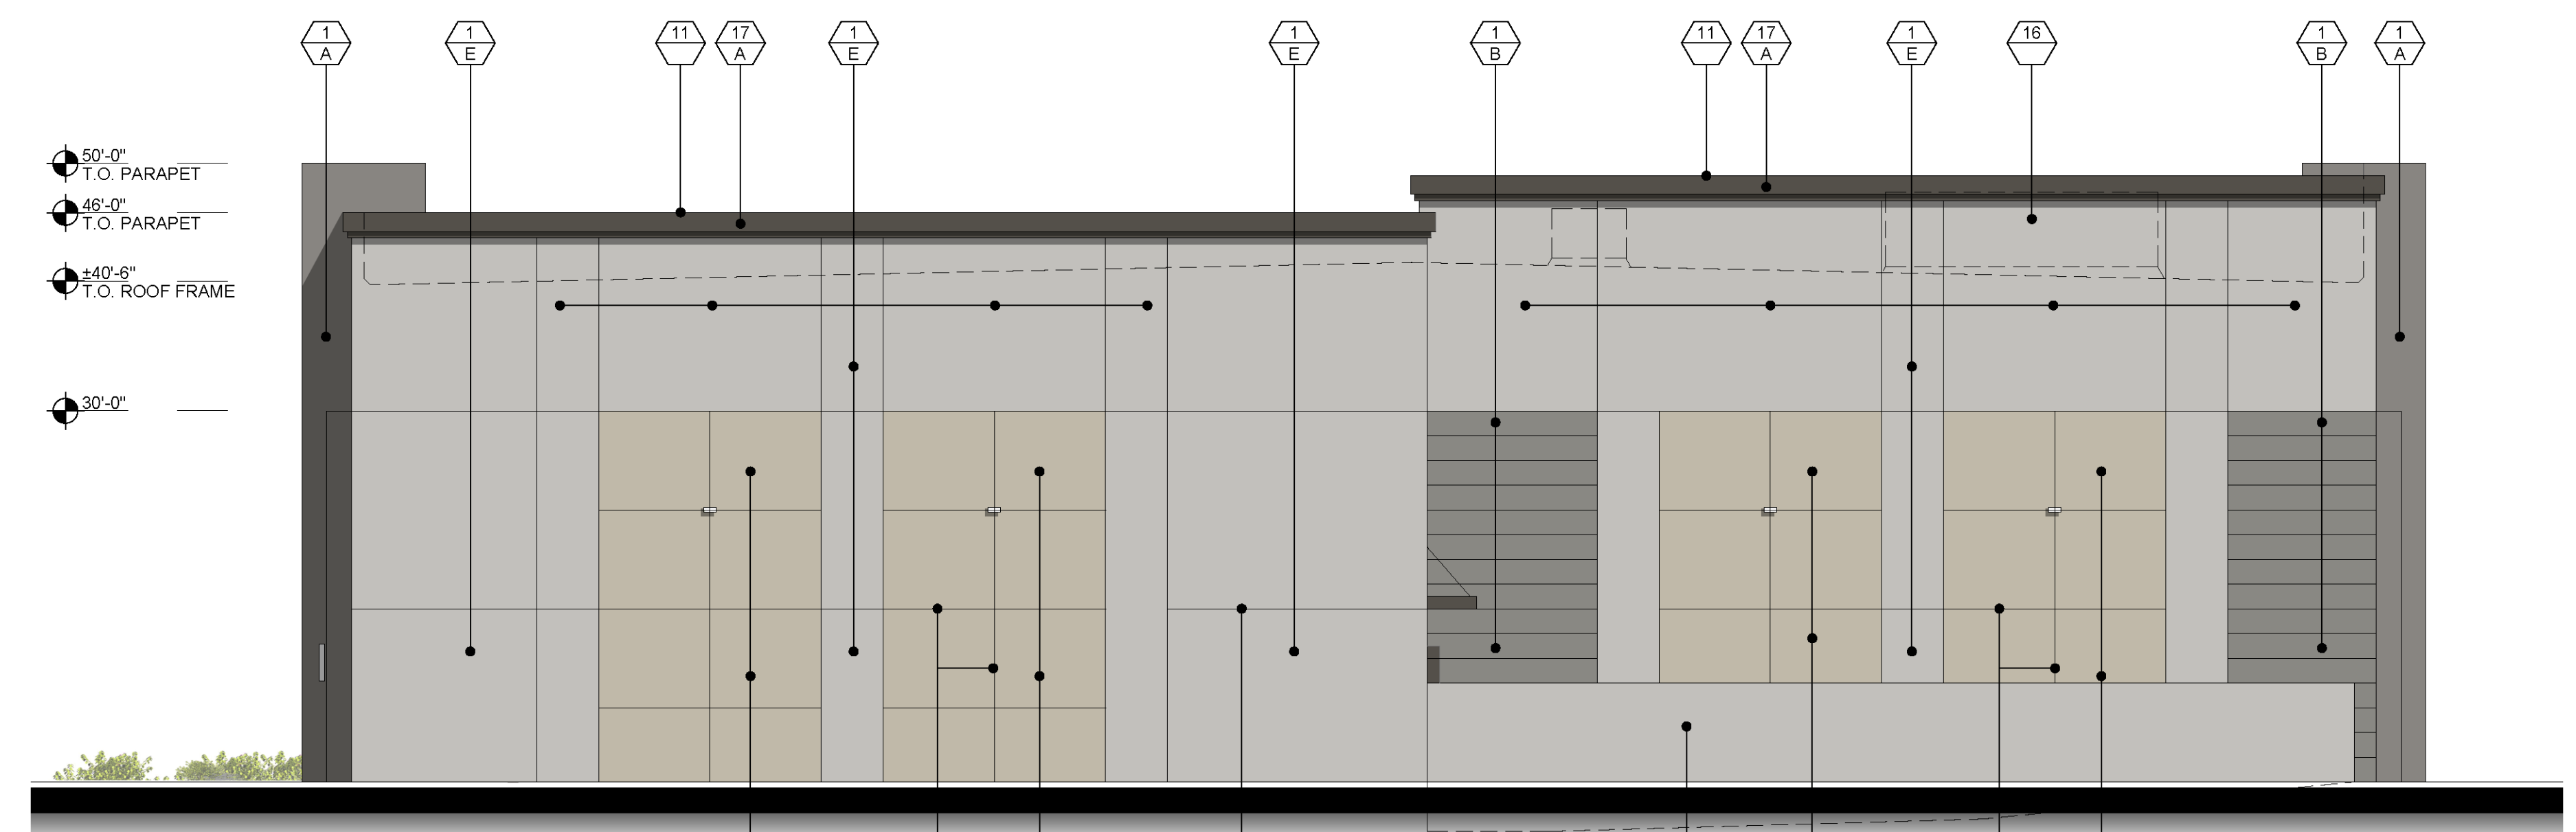 1 A
1 E
11
17 A
1 E
1 E
1 B
11
17 A
1 E
16
1 B
1 A
50'-0"
T.O. PARAPET
46'-0"
T.O. PARAPET
±40'-6"
T.O. ROOF FRAME
30'-0"